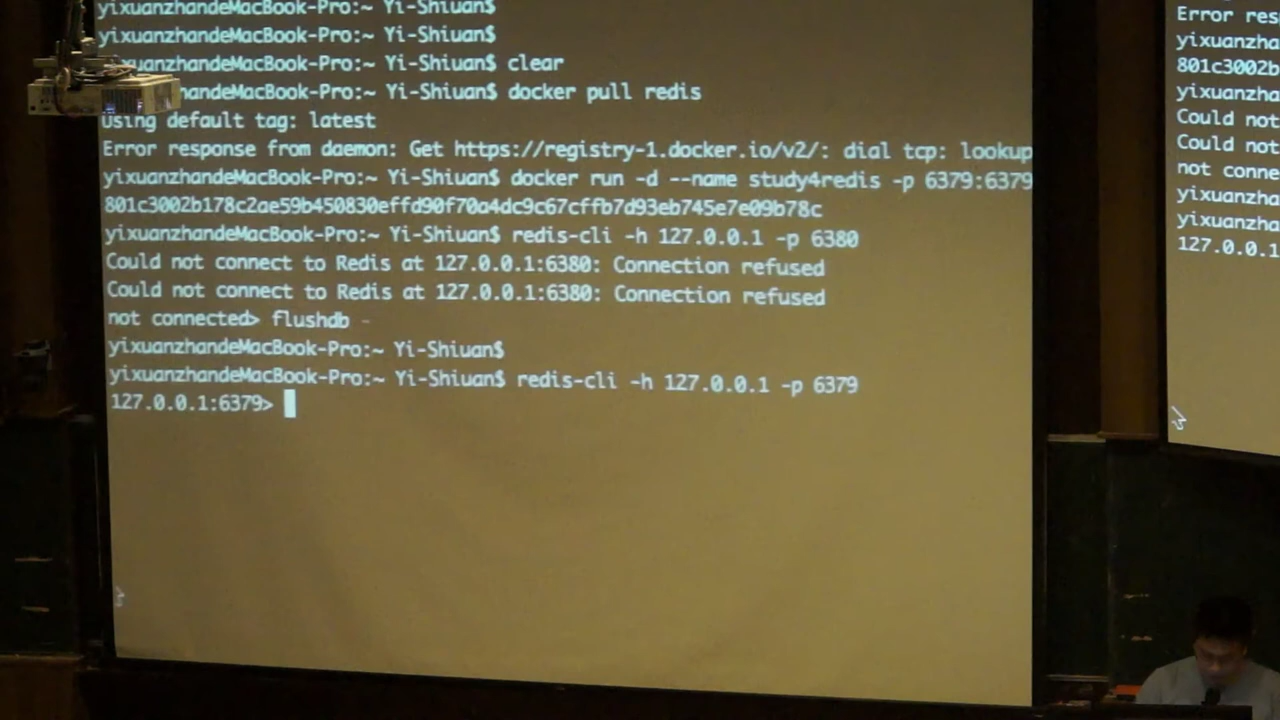 yixuanzhandeMacBook-Pro:~ Yi-Shiuan$
yixuanzhandeMacBook-Pro:~ Yi-Shiuan$
yixuanzhandeMacBook-Pro:~ Yi-Shiuan$ clear
deMacBook-Pro:~ Yi-Shiuan$ docker pull redis
Using default tag: latest
Error response from daemon: Get https://registry-1.docker.io/v2/: dial tcp: lookup
yixuanzhandeMacBook-Pro:~ Yi-Shiuan$ docker run -d --name study4redis -p 6379:6379
801c3002b178c2ae59b450830effd90f70a4dc9c67cffb7d93eb745e7e09b78c
yixuanzhandeMacBook-Pro:~ Yi-Shiuan$ redis-cli -h 127.0.0.1 -p 6380
Could not connect to Redis at 127.0.0.1:6380: Connection refused
Could not connect to Redis at 127.0.0.1:6380: Connection refused
not connected> flushdb -
yixuanzhandeMacBook-Pro:~ Yi-Shiuan$
yixuanzhandeMacBook-Pro:~ Yi-Shiuan$ redis-cli -h 127.0.0.1 -p 6379
127.0.0.1:6379>
Error res
yixuanzha
801c3002b
yixuanzha
Could not
Could not
not conne
yixuanzha
yixuanzha
127.0.0.1